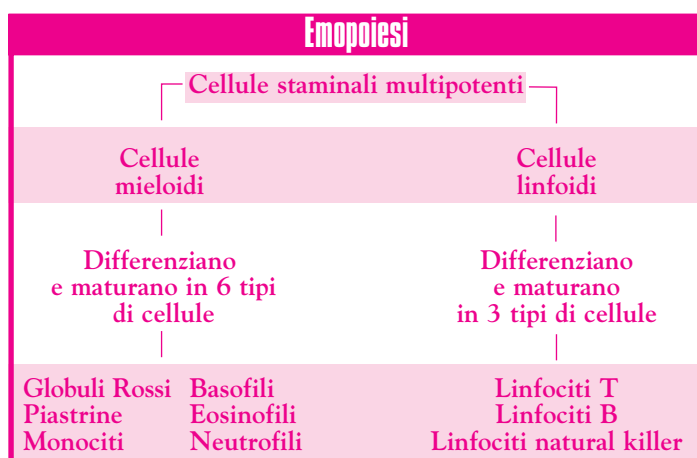 Emopoiesi
Cellule staminali multipotenti
Cellule
mieloidi
Cellule
linfoidi
Differenziano
e maturano in 6 tipi
di cellule
Differenziano
e maturano
in 3 tipi di cellule
Globuli Rossi
Piastrine
Monociti
Basofili
Eosinofili
Neutrofili
Linfociti T
Linfociti B
Linfociti natural killer